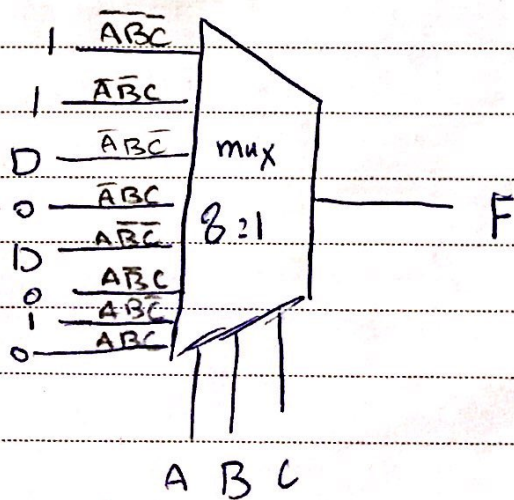 1 A̅B̅C̅
1 A̅B̅C
D A̅BC̅
0 A̅BC
D AB̅C̅
0 AB̅C
1 ABC̅
0 ABC
mux
8:1
F
A B C